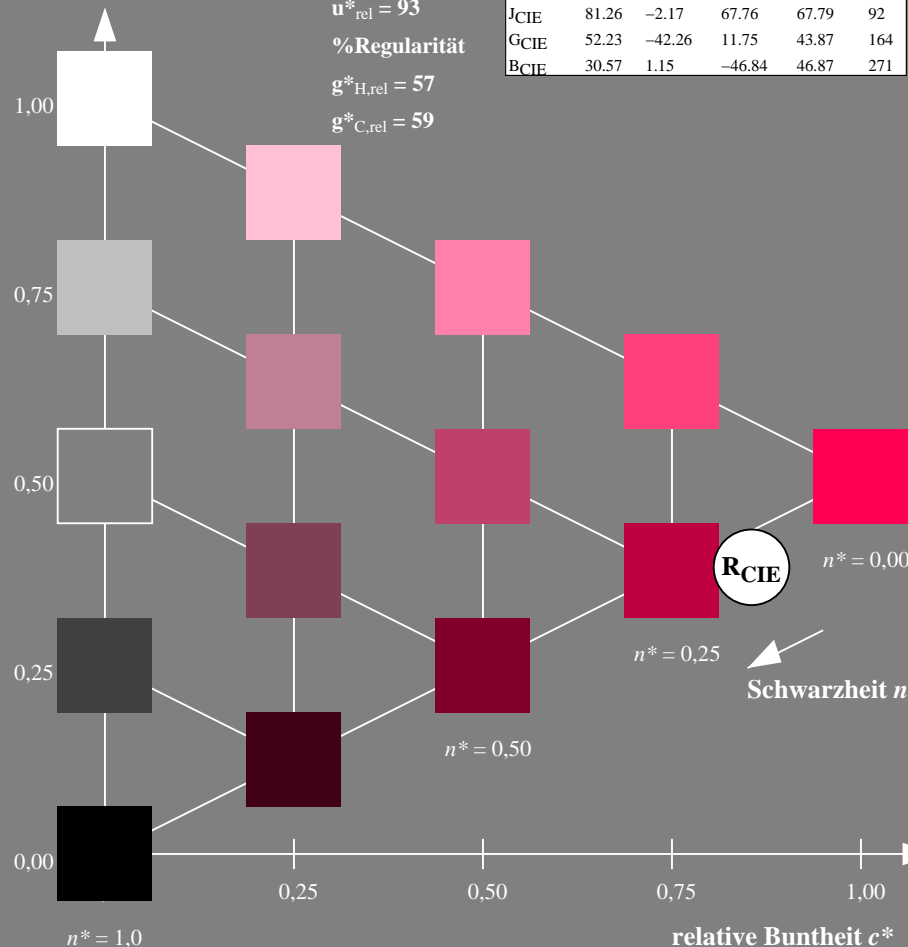 u*rel = 93
%Regularität
g*H,rel = 57
g*C,rel = 59
JCIE 81.26 −2.17 67.76 67.79 92
GCIE 52.23 −42.26 11.75 43.87 164
BCIE 30.57 1.15 −46.84 46.87 271
1,00
0,75
0,50
0,25
0,00
RCIE
n* = 0,00
n* = 0,25
Schwarzheit n
n* = 0,50
0,25 0,50 0,75 1,00
n* = 1,0
relative Buntheit c*